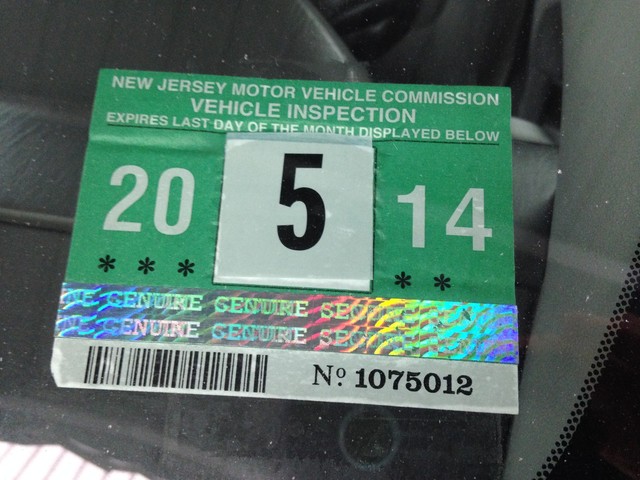 NEW JERSEY MOTOR VEHICLE COMMISSION
VEHICLE INSPECTION
EXPIRES LAST DAY OF THE MONTH DISPLAYED BELOW
20 5 14
* * * * *
GENUINE GENUINE
GENUINE GENUINE
No. 1075012